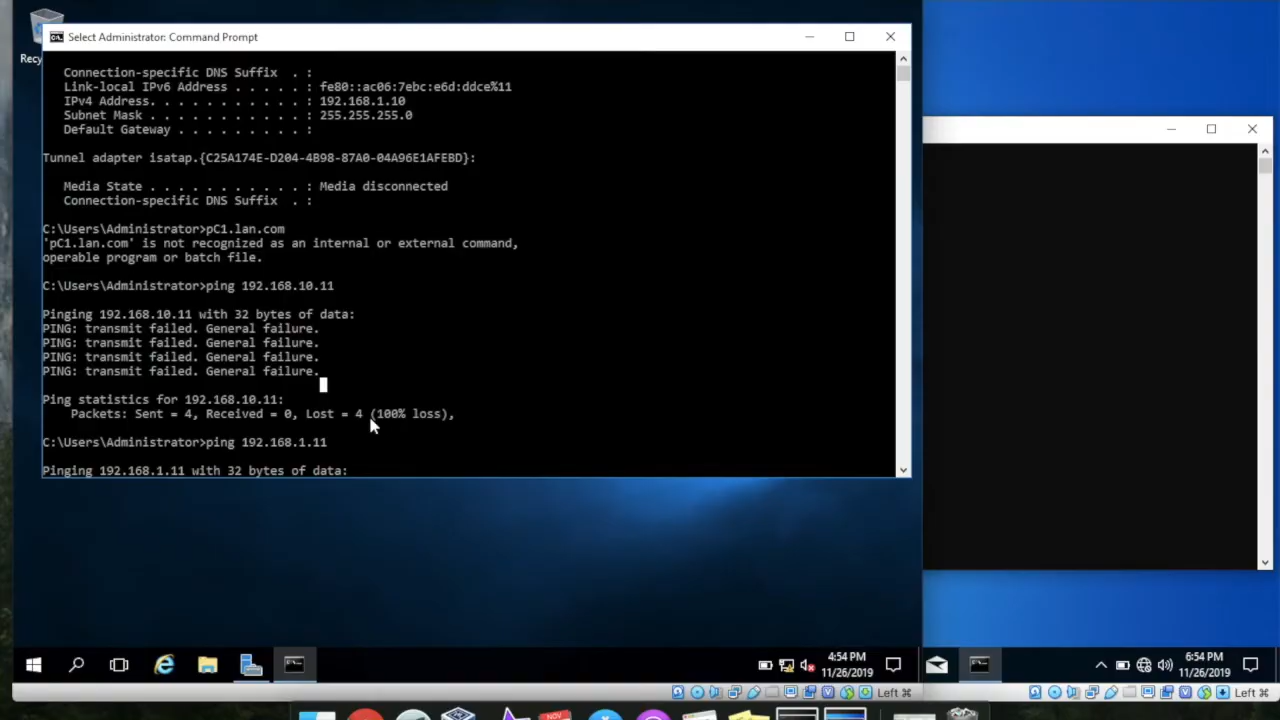 Recy
Select Administrator: Command Prompt
Connection-specific DNS Suffix  . :
Link-local IPv6 Address . . . . . : fe80::ac06:7ebc:e6d:ddce%11
IPv4 Address. . . . . . . . . . . : 192.168.1.10
Subnet Mask . . . . . . . . . . . : 255.255.255.0
Default Gateway . . . . . . . . . :
Tunnel adapter isatap.{C25A174E-D204-4B98-87A0-04A96E1AFEBD}:
Media State . . . . . . . . . . . : Media disconnected
Connection-specific DNS Suffix  . :
C:\Users\Administrator>pC1.lan.com
'pC1.lan.com' is not recognized as an internal or external command,
operable program or batch file.
C:\Users\Administrator>ping 192.168.10.11
Pinging 192.168.10.11 with 32 bytes of data:
PING: transmit failed. General failure.
PING: transmit failed. General failure.
PING: transmit failed. General failure.
PING: transmit failed. General failure.
Ping statistics for 192.168.10.11:
Packets: Sent = 4, Received = 0, Lost = 4 (100% loss),
C:\Users\Administrator>ping 192.168.1.11
Pinging 192.168.1.11 with 32 bytes of data:
4:54 PM
11/26/2019
6:54 PM
11/26/2019
Left ⌘
Left ⌘
NOV